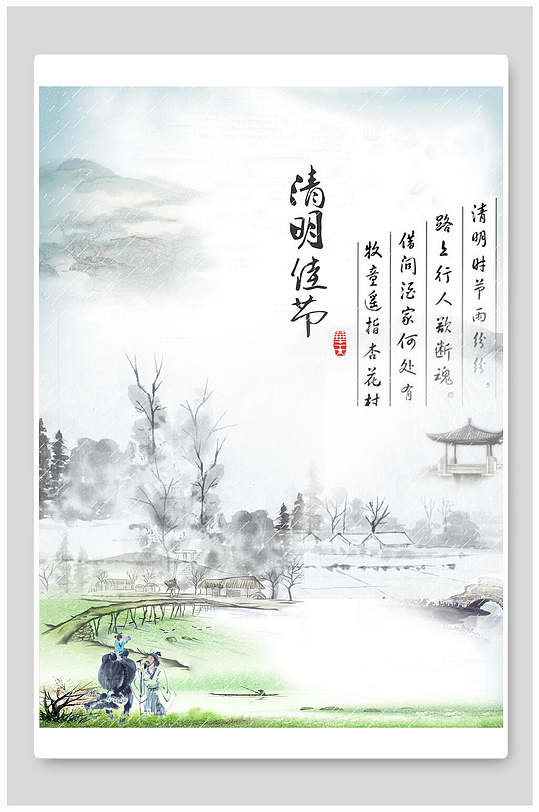 清明佳节
清明时节雨纷纷。
路上行人欲断魂。
借问酒家何处有
牧童遥指杏花村